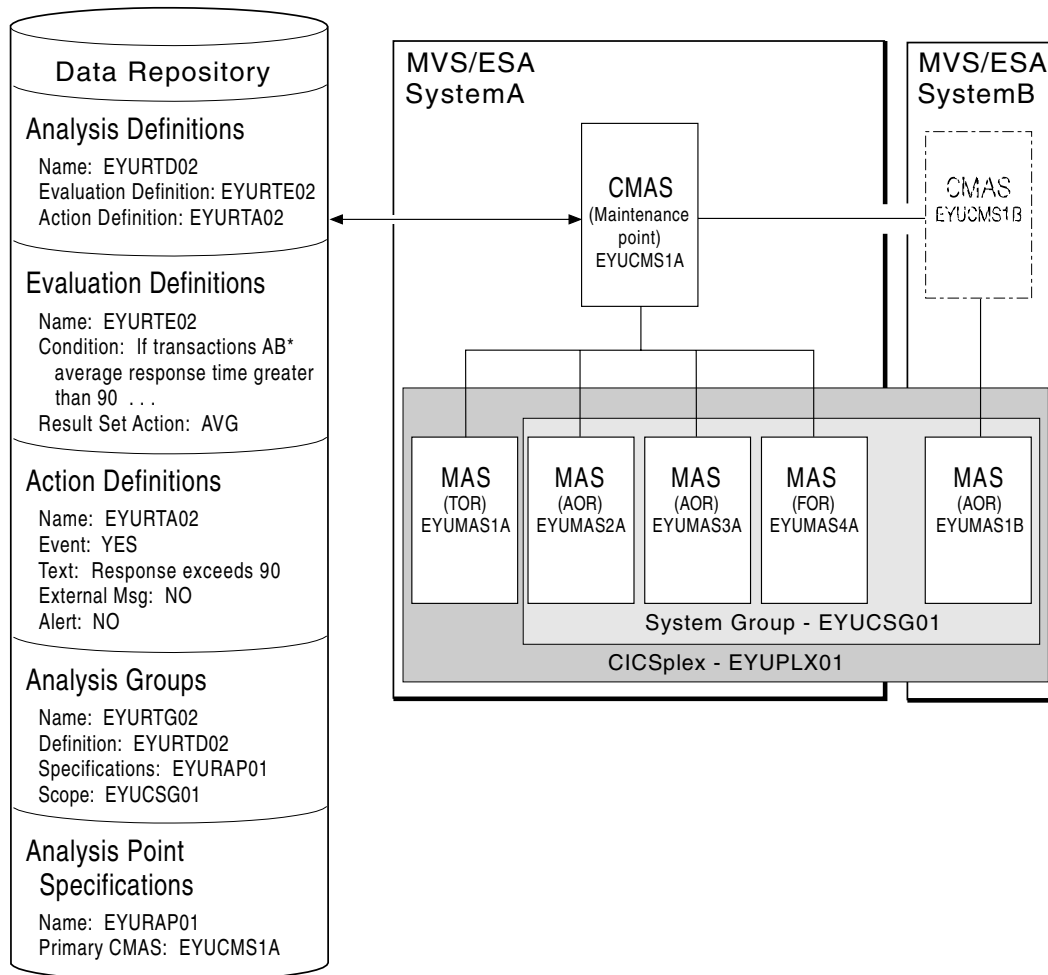 Data Repository
Analysis Definitions
Name: EYURTD02
Evaluation Definition: EYURTE02
Action Definition: EYURTA02
Evaluation Definitions
Name: EYURTE02
Condition: If transactions AB*
average response time greater
than 90 . . .
Result Set Action: AVG
Action Definitions
Name: EYURTA02
Event: YES
Text: Response exceeds 90
External Msg: NO
Alert: NO
Analysis Groups
Name: EYURTG02
Definition: EYURTD02
Specifications: EYURAP01
Scope: EYUCSG01
Analysis Point
Specifications
Name: EYURAP01
Primary CMAS: EYUCMS1A
MVS/ESA
SystemA
CMAS
(Maintenance
point)
EYUCMS1A
MVS/ESA
SystemB
CMAS
EYUCMS1B
MAS
(TOR)
EYUMAS1A
MAS
(AOR)
EYUMAS2A
MAS
(AOR)
EYUMAS3A
MAS
(FOR)
EYUMAS4A
MAS
(AOR)
EYUMAS1B
System Group - EYUCSG01
CICSplex - EYUPLX01